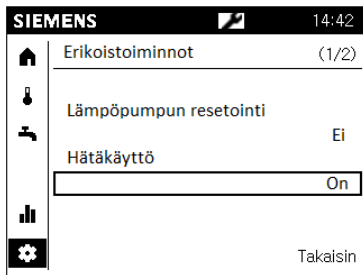 SIEMENS 14:42
Erikoistoiminnot (1/2)
Lämpöpumpun resetointi
Ei
Hätäkäyttö
On
Takaisin